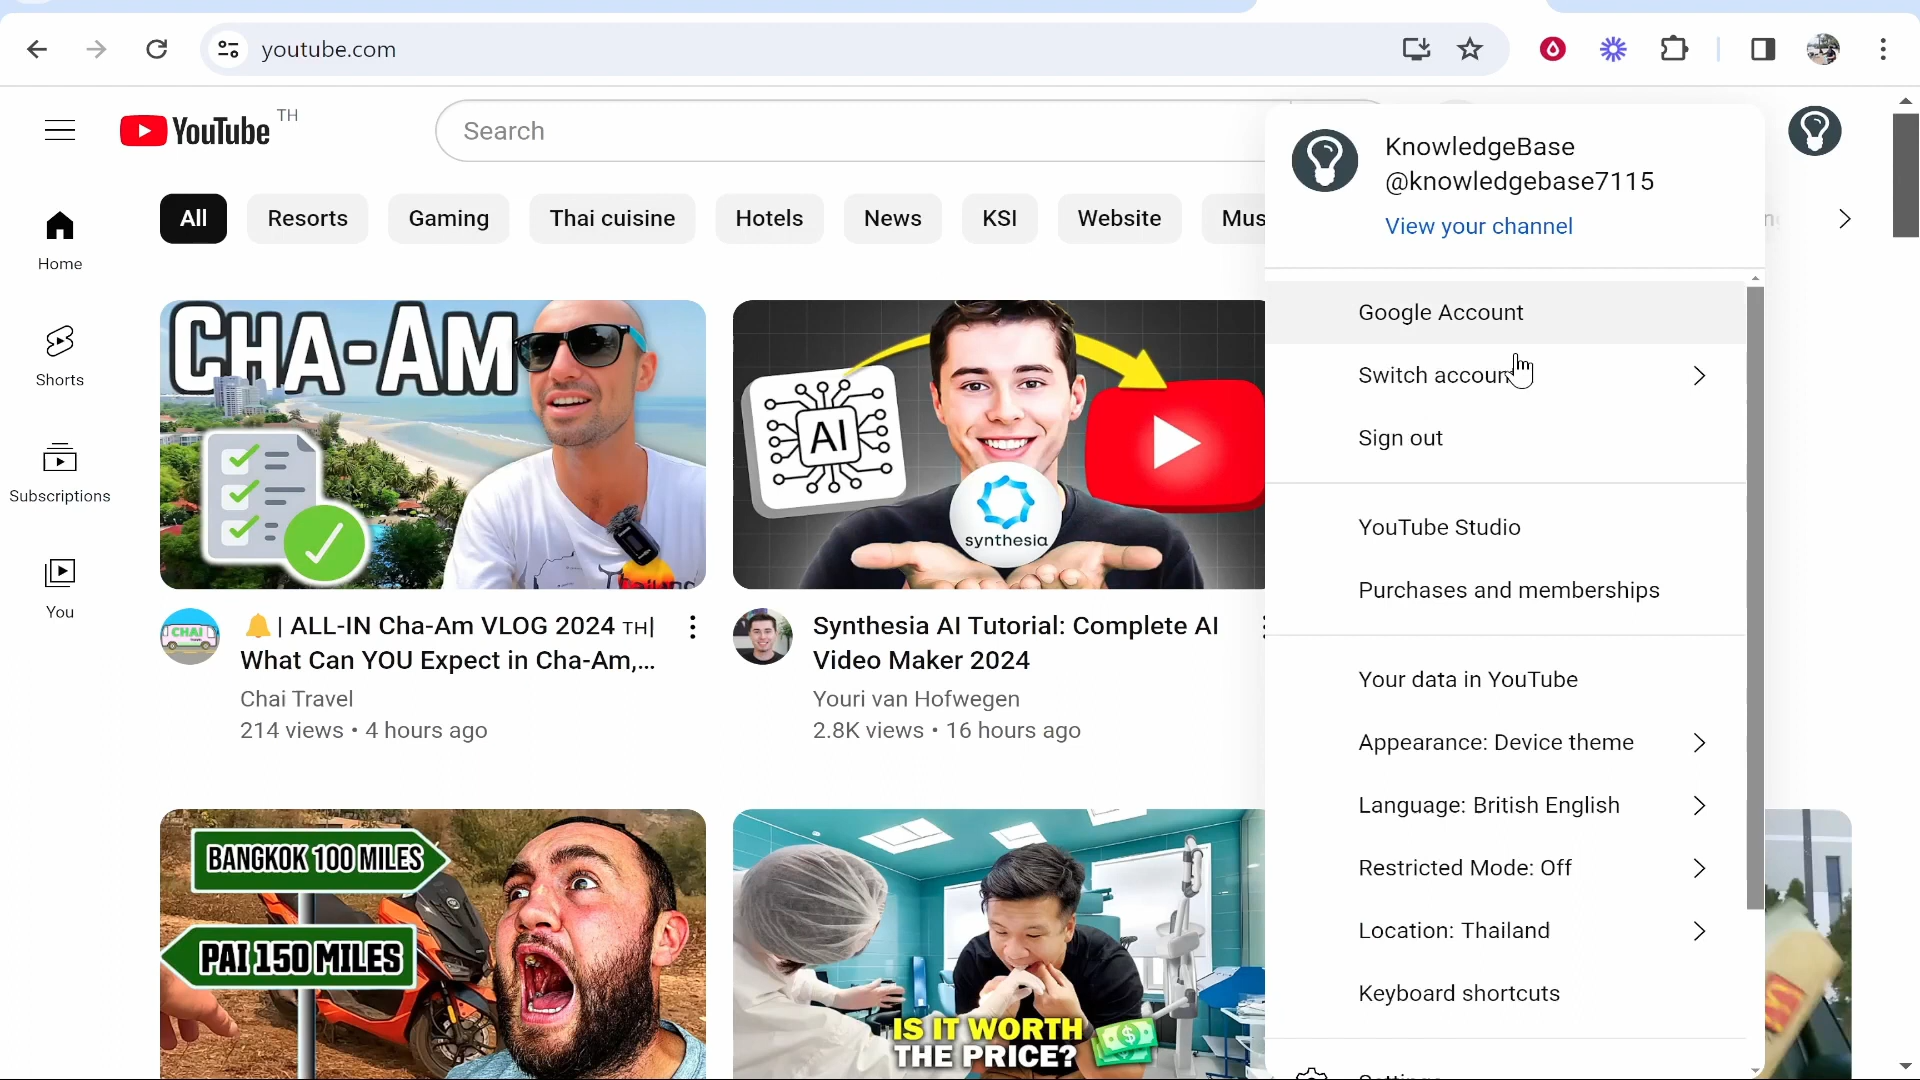 youtube.com
YouTube TH
Search
KnowledgeBase
@knowledgebase7115
View your channel
All
Resorts
Gaming
Thai cuisine
Hotels
News
KSI
Website
Mus
Home
Shorts
Subscriptions
You
Google Account
Switch accoun
Sign out
YouTube Studio
Purchases and memberships
Your data in YouTube
Appearance: Device theme
Language: British English
Restricted Mode: Off
Location: Thailand
Keyboard shortcuts
CHA-AM
AI
synthesia
CHAI
🔔| ALL-IN Cha-Am VLOG 2024 TH|
What Can YOU Expect in Cha-Am,...
Chai Travel
214 views • 4 hours ago
Synthesia AI Tutorial: Complete AI
Video Maker 2024
Youri van Hofwegen
2.8K views • 16 hours ago
BANGKOK 100 MILES
PAI 150 MILES
IS IT WORTH
THE PRICE?